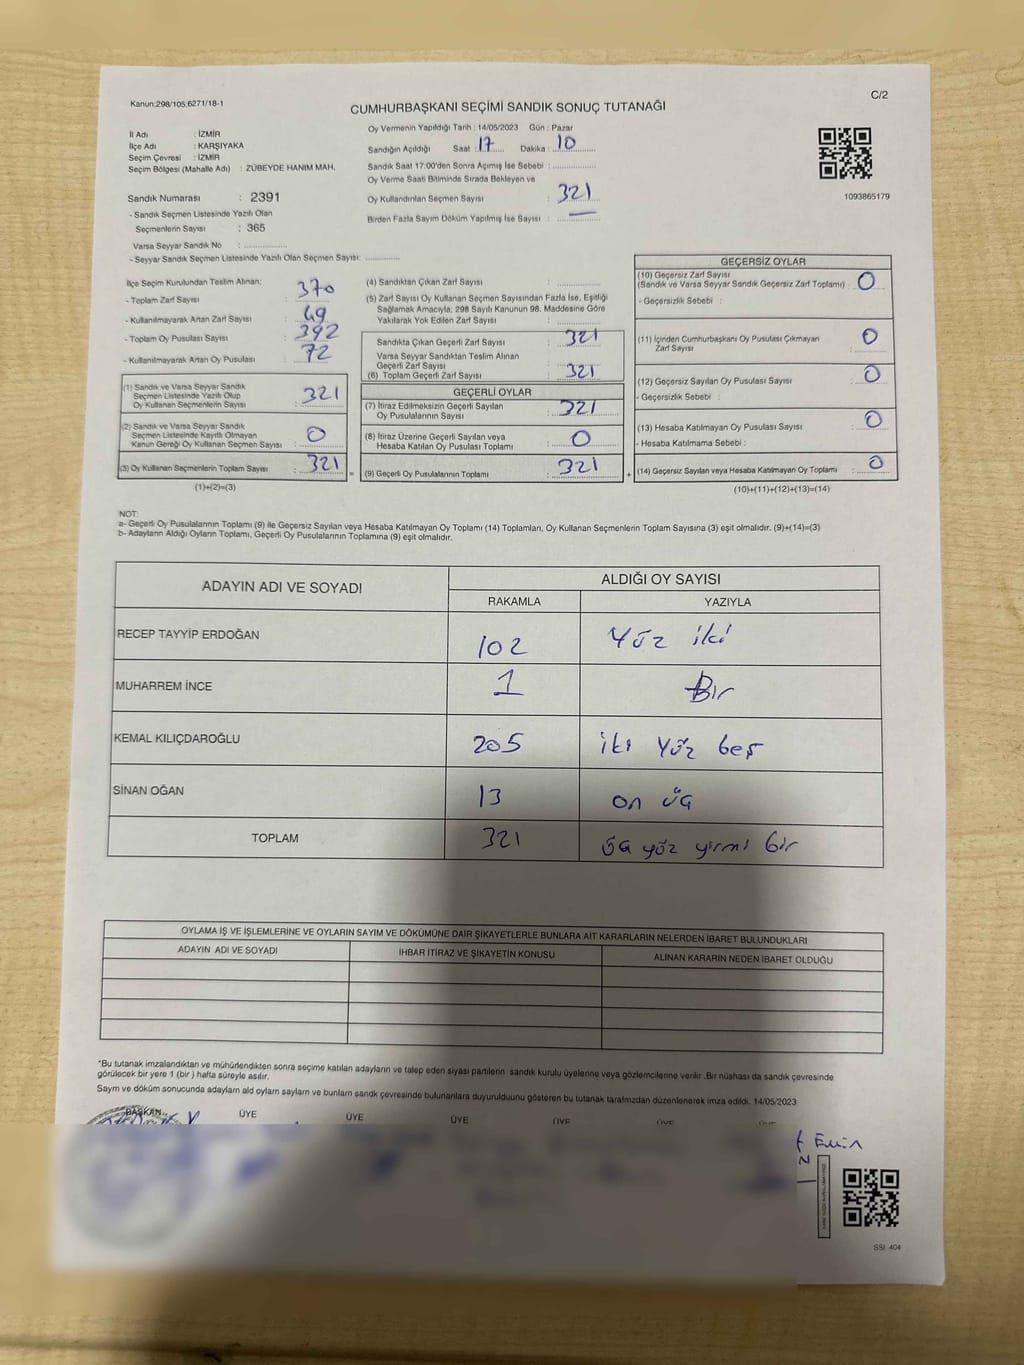 Kanun:298/105:6271/18-1
C/2
CUMHURBAŞKANI SEÇİMİ SANDIK SONUÇ TUTANAĞI
İl Adı : İZMİR
İlçe Adı : KARŞIYAKA
Seçim Çevresi : İZMİR
Seçim Bölgesi (Mahalle Adı) : ZÜBEYDE HANIM MAH.
Sandık Numarası : 2391
- Sandık Seçmen Listesinde Yazılı Olan
Seçmenlerin Sayısı : 365
Varsa Seyyar Sandık No : ..............
- Seyyar Sandık Seçmen Listesinde Yazılı Olan Seçmen Sayısı: ............
Oy Vermenin Yapıldığı Tarih : 14/05/2023 Gün : Pazar
Sandığın Açıldığı Saat : 17 Dakika : 10
Sandık Saat 17:00'den Sonra Açımış İse Sebebi : ..............
Oy Verme Saati Bitiminde Sırada Bekleyen ve
Oy Kullandırılan Seçmen Sayısı : 321
Birden Fazla Sayım Döküm Yapılmış İse Sayısı : —
1093865179
İlçe Seçim Kurulundan Teslim Alınan;
- Toplam Zarf Sayısı : 370
- Kullanılmayarak Artan Zarf Sayısı : 49
- Toplam Oy Pusulası Sayısı : 392
- Kullanılmayarak Artan Oy Pusulası : 72
(1) Sandık ve Varsa Seyyar Sandık
Seçmen Listesinde Yazılı Olup
Oy Kullanan Seçmenlerin Sayısı : 321
(2) Sandık ve Varsa Seyyar Sandık
Seçmen Listesinde Kayıtlı Olmayan
Kanun Gereği Oy Kullanan Seçmen Sayısı : 0
(3) Oy Kullanan Seçmenlerin Toplam Sayısı : 321
(1)+(2)=(3)
=
(4) Sandıktan Çıkan Zarf Sayısı : ............
(5) Zarf Sayısı Oy Kullanan Seçmen Sayısından Fazla İse, Eşitliği
Sağlamak Amacıyla; 298 Sayılı Kanunun 98. Maddesine Göre
Yakılarak Yok Edilen Zarf Sayısı : ............
Sandıkta Çıkan Geçerli Zarf Sayısı : 321
Varsa Seyyar Sandıktan Teslim Alınan
Geçerli Zarf Sayısı :
(6) Toplam Geçerli Zarf Sayısı : 321
GEÇERLİ OYLAR
(7) İtiraz Edilmeksizin Geçerli Sayılan
Oy Pusulalarının Sayısı : 321
(8) İtiraz Üzerine Geçerli Sayılan veya
Hesaba Katılan Oy Pusulası Sayısı : 0
(9) Geçerli Oy Pusulalarının Toplamı : 321
+
GEÇERSİZ OYLAR
(10) Geçersiz Zarf Sayısı
(Sandık ve Varsa Seyyar Sandık Geçersiz Zarf Toplamı) : 0
- Geçersizlik Sebebi :
(11) İçinden Cumhurbaşkanı Oy Pusulası Çıkmayan
Zarf Sayısı : 0
(12) Geçersiz Sayılan Oy Pusulası Sayısı : 0
- Geçersizlik Sebebi :
(13) Hesaba Katılmayan Oy Pusulası Sayısı : 0
- Hesaba Katılmama Sebebi :
(14) Geçersiz Sayılan veya Hesaba Katılmayan Oy Toplamı : 0
(10)+(11)+(12)+(13)=(14)
NOT:
a- Geçerli Oy Pusulalarının Toplamı (9) ile Geçersiz Sayılan veya Hesaba Katılmayan Oy Toplamı (14) Toplamları, Oy Kullanan Seçmenlerin Toplam Sayısına (3) eşit olmalıdır. (9)+(14)=(3)
b- Adayların Aldığı Oyların Toplamı, Geçerli Oy Pusulalarının Toplamına (9) eşit olmalıdır.
ADAYIN ADI VE SOYADI
ALDIĞI OY SAYISI
RAKAMLA YAZIYLA
RECEP TAYYİP ERDOĞAN 102 Yüz iki
MUHARREM İNCE 1 Bir
KEMAL KILIÇDAROĞLU 205 iki yüz beş
SİNAN OĞAN 13 on üç
TOPLAM 321 üç yüz yirmi bir
OYLAMA İŞ VE İŞLEMLERİNE VE OYLARIN SAYIM VE DÖKÜMÜNE DAİR ŞİKAYETLERLE BUNLARA AİT KARARLARIN NELERDEN İBARET BULUNDUKLARI
ADAYIN ADI VE SOYADI İHBAR İTİRAZ VE ŞİKAYETİN KONUSU ALINAN KARARIN NEDEN İBARET OLDUĞU
*Bu tutanak imzalandıktan ve mühürlendikten sonra seçime katılan adayların ve talep eden siyasi partilerin sandık kurulu üyelerine veya gözlemcilerine verilir .Bir nüshası da sandık çevresinde
görülecek bir yere 1 (bir ) hafta süreyle asılır.
Sayım ve döküm sonucunda adayların ald oyların sayların ve bunların sandk çevresinde bulunanlara duyurulduunu gösteren bu tutanak tarafmzdan düzenlenerek imza edildi. 14/05/2023
BAŞKAN ÜYE ÜYE ÜYE ÜYE ÜYE
Emin
SSI 404